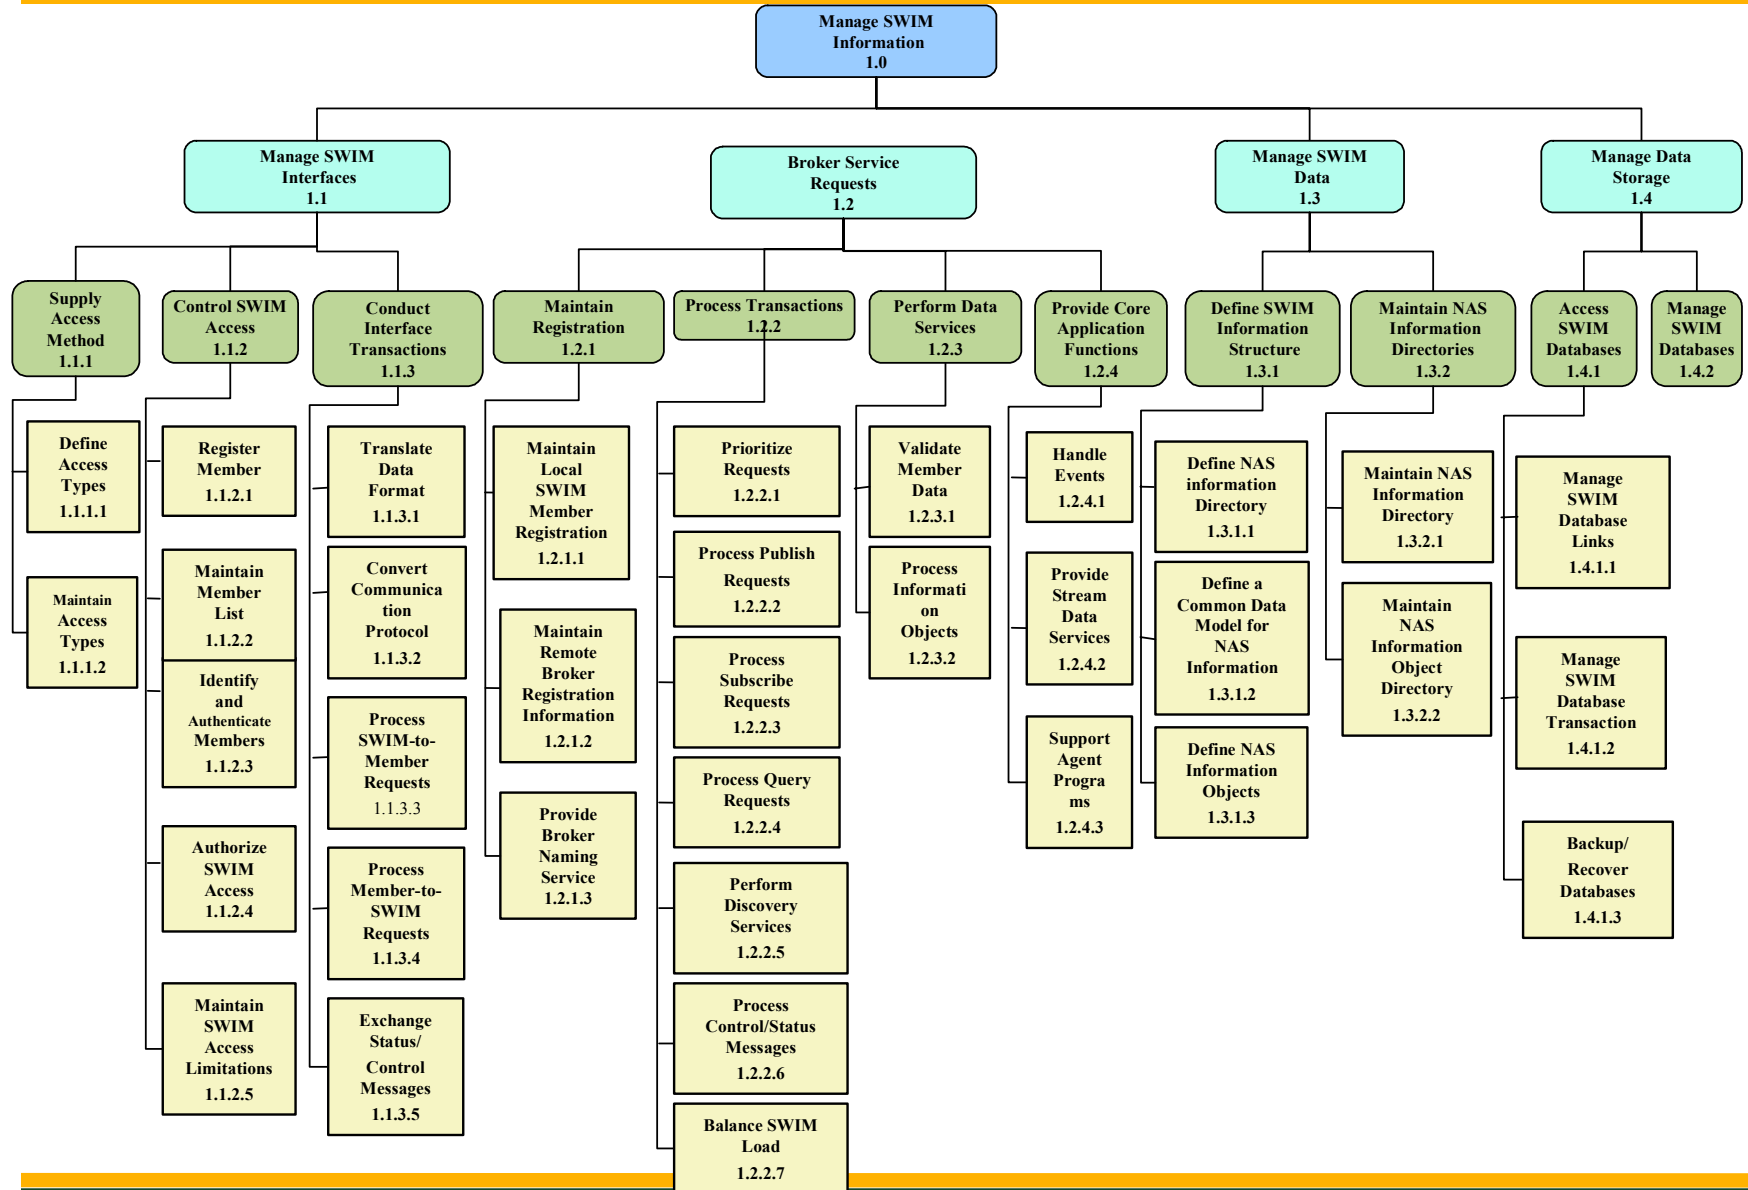 Manage SWIM
Information
1.0
Manage SWIM
Interfaces
1.1
Broker Service
Requests
1.2
Manage SWIM
Data
1.3
Manage Data
Storage
1.4
Supply
Access
Method
1.1.1
Control SWIM
Access
1.1.2
Conduct
Interface
Transactions
1.1.3
Maintain
Registration
1.2.1
Process Transactions
1.2.2
Perform Data
Services
1.2.3
Provide Core
Application
Functions
1.2.4
Define SWIM
Information
Structure
1.3.1
Maintain NAS
Information
Directories
1.3.2
Access
SWIM
Databases
1.4.1
Manage
SWIM
Databases
1.4.2
Define
Access
Types
1.1.1.1
Maintain
Access
Types
1.1.1.2
Register
Member
1.1.2.1
Maintain
Member
List
1.1.2.2
Identify
and
Authenticate
Members
1.1.2.3
Authorize
SWIM
Access
1.1.2.4
Maintain
SWIM
Access
Limitations
1.1.2.5
Translate
Data
Format
1.1.3.1
Convert
Communica
tion
Protocol
1.1.3.2
Process
SWIM-to-
Member
Requests
1.1.3.3
Process
Member-to-
SWIM
Requests
1.1.3.4
Exchange
Status/
Control
Messages
1.1.3.5
Maintain
Local
SWIM
Member
Registration
1.2.1.1
Maintain
Remote
Broker
Registration
Information
1.2.1.2
Provide
Broker
Naming
Service
1.2.1.3
Prioritize
Requests
1.2.2.1
Process Publish
Requests
1.2.2.2
Process
Subscribe
Requests
1.2.2.3
Process Query
Requests
1.2.2.4
Perform
Discovery
Services
1.2.2.5
Process
Control/Status
Messages
1.2.2.6
Balance SWIM
Load
1.2.2.7
Validate
Member
Data
1.2.3.1
Process
Informati
on
Objects
1.2.3.2
Handle
Events
1.2.4.1
Provide
Stream
Data
Services
1.2.4.2
Support
Agent
Progra
ms
1.2.4.3
Define NAS
information
Directory
1.3.1.1
Define a
Common Data
Model for
NAS
Information
1.3.1.2
Define NAS
Information
Objects
1.3.1.3
Maintain NAS
Information
Directory
1.3.2.1
Maintain
NAS
Information
Object
Directory
1.3.2.2
Manage
SWIM
Database
Links
1.4.1.1
Manage
SWIM
Database
Transaction
1.4.1.2
Backup/
Recover
Databases
1.4.1.3